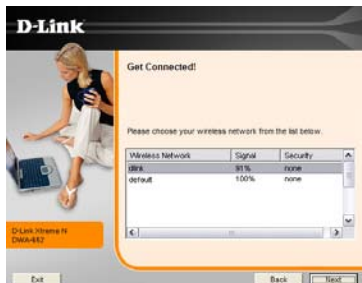 D-Link
Get Connected!
Please choose your wireless network from the list below.
Wireless Network Signal Security
dlink 91% none
default 100% none
D-Link Xtreme N
DWA-642
Exit Back Next